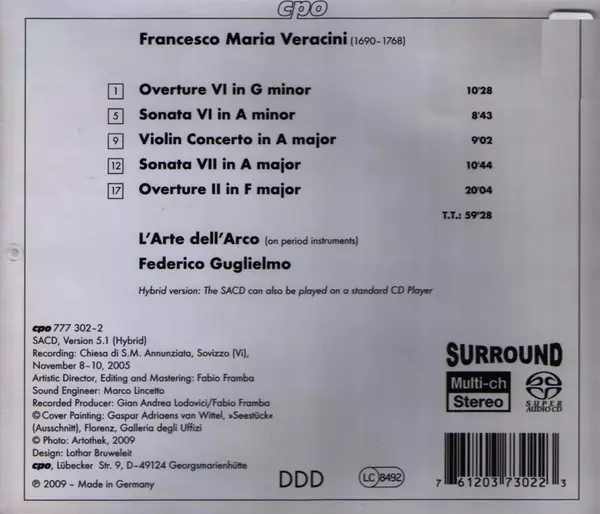 cpo
Francesco Maria Veracini (1690-1768)
1 Overture VI in G minor 10'28
5 Sonata VI in A minor 8'43
9 Violin Concerto in A major 9'02
12 Sonata VII in A major 10'44
17 Overture II in F major 20'04
T.T.: 59'28
L'Arte dell'Arco (on period instruments)
Federico Guglielmo
Hybrid version: The SACD can also be played on a standard CD Player
cpo 777 302-2
SACD, Version 5.1 (Hybrid)
Recording: Chiesa di S.M. Annunziata, Sovizzo (Vi),
November 8-10, 2005
Artistic Director, Editing and Mastering: Fabio Framba
Sound Engineer: Marco Lincetto
Recorded Producer: Gian Andrea Lodovici/Fabio Framba
© Cover Painting: Gaspar Adriaens van Wittel, »Seestück«
(Ausschnitt), Florenz, Galleria degli Uffizi
© Photo: Artothek, 2009
Design: Lothar Bruweleit
cpo, Lübecker Str. 9, D-49124 Georgsmarienhütte
℗ 2009 - Made in Germany
DDD
LC 8492
SURROUND
Multi-ch
Stereo
SUPER AUDIO CD
7 61203 73022 3